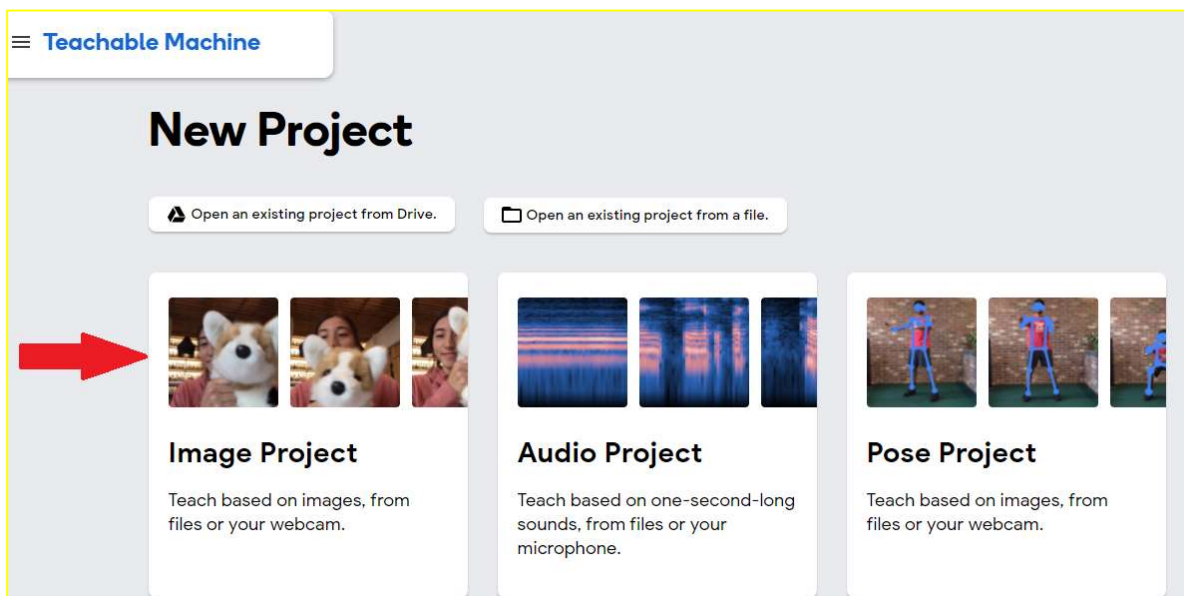 Teachable Machine
New Project
Open an existing project from Drive.
Open an existing project from a file.
Image Project
Teach based on images, from
files or your webcam.
Audio Project
Teach based on one-second-long
sounds, from files or your
microphone.
Pose Project
Teach based on images, from
files or your webcam.